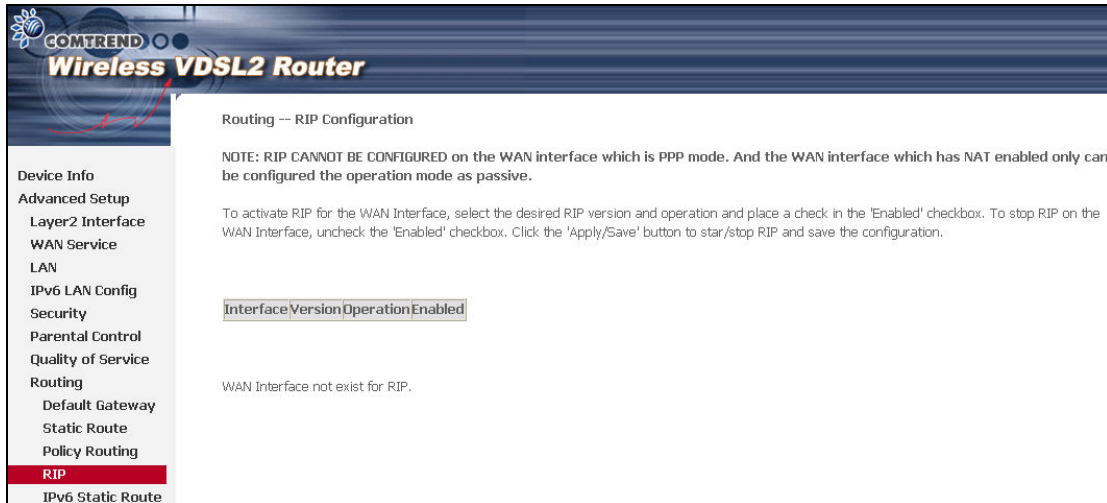 COMTREND
Wireless VDSL2 Router
Device Info
Advanced Setup
Layer2 Interface
WAN Service
LAN
IPv6 LAN Config
Security
Parental Control
Quality of Service
Routing
Default Gateway
Static Route
Policy Routing
RIP
IPv6 Static Route
Routing -- RIP Configuration
NOTE: RIP CANNOT BE CONFIGURED on the WAN interface which is PPP mode. And the WAN interface which has NAT enabled only can
be configured the operation mode as passive.
To activate RIP for the WAN Interface, select the desired RIP version and operation and place a check in the 'Enabled' checkbox. To stop RIP on the
WAN Interface, uncheck the 'Enabled' checkbox. Click the 'Apply/Save' button to star/stop RIP and save the configuration.
Interface Version Operation Enabled
WAN Interface not exist for RIP.